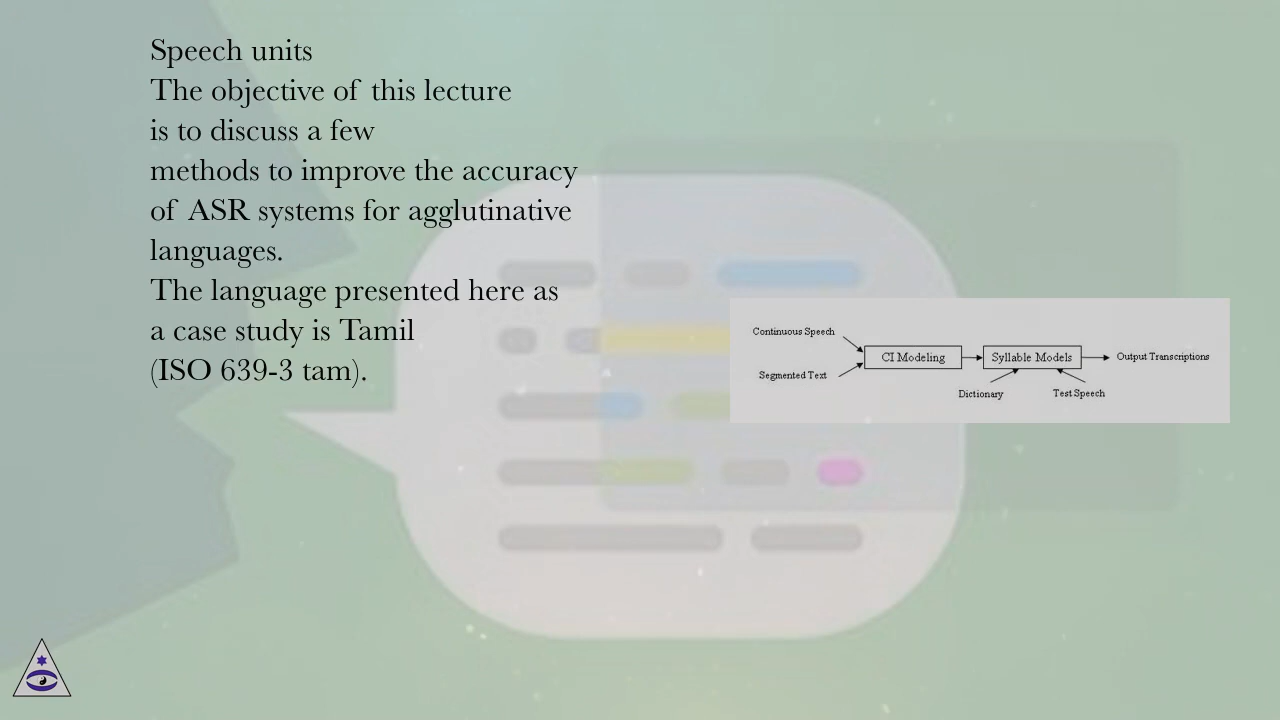 Speech units
The objective of this lecture
is to discuss a few
methods to improve the accuracy
of ASR systems for agglutinative
languages.
The language presented here as
a case study is Tamil
(ISO 639-3 tam).
Continuous Speech
Segmented Text
CI Modeling
Syllable Models
Output Transcriptions
Dictionary
Test Speech